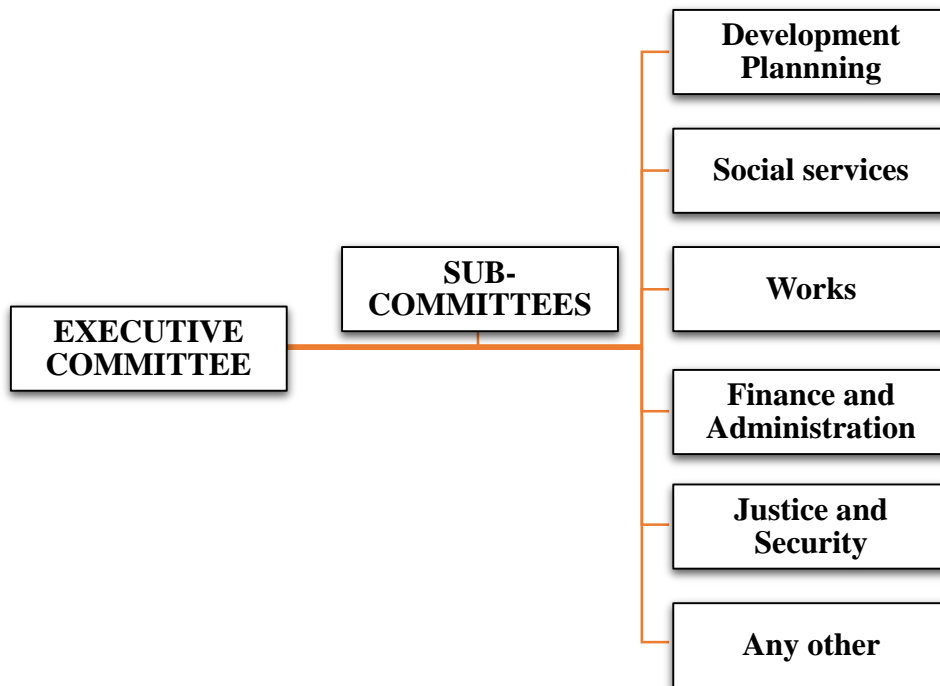 EXECUTIVE
COMMITTEE
SUB-
COMMITTEES
Development
Plannning
Social services
Works
Finance and
Administration
Justice and
Security
Any other